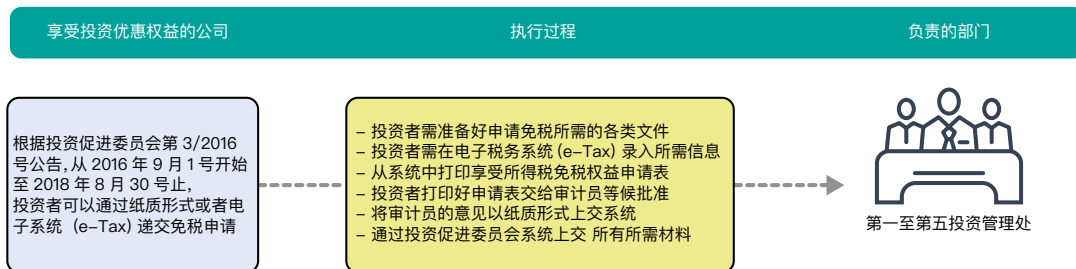 享受投资优惠权益的公司
执行过程
负责的部门
根据投资促进委员会第 3/2016
号公告, 从 2016 年 9 月 1 号开始
至 2018 年 8 月 30 号止,
投资者可以通过纸质形式或者电
子系统 (e-Tax) 递交免税申请
– 投资者需准备好申请免税所需的各类文件
– 投资者需在电子税务系统 (e-Tax) 录入所需信息
– 从系统中打印享受所得税免税权益申请表
– 投资者打印好申请表交给审计员等候批准
– 将审计员的意见以纸质形式上交系统
– 通过投资促进委员会系统上交 所有所需材料
第一至第五投资管理处